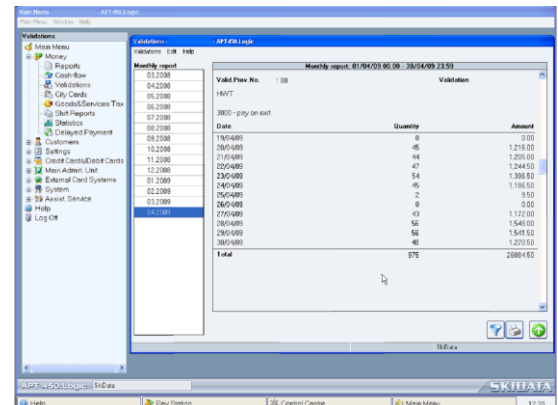 Main Menu - APT 450.Logic
Main Menu Window Help
Validations
Main Menu
Money
Reports
Cash-flow
Validations
City Cards
Goods&Services Tax
Shift Reports
Statistics
Delayed Payment
Customers
Settings
Credit Cards/Debit Cards
Main Admin. Unit
External Card Systems
System
Assist. Service
Help
Log Off
Validations - - APT 450.Logic
Validations Edit Help
Monthly report
03.2008
04.2008
05.2008
06.2008
07.2008
08.2008
09.2008
10.2008
11.2008
12.2008
01.2009
02.2009
03.2009
04.2009
Monthly report: 01/04/09 00:00 - 30/04/09 23:59
Valid.Prov.No. : 88 Validation
HWT
3000 - pay on exit
Date Quantity Amount
19/04/09 0 0.00
20/04/09 45 1,216.00
21/04/09 44 1,205.00
22/04/09 47 1,244.50
23/04/09 54 1,396.50
24/04/09 45 1,186.50
25/04/09 2 9.50
26/04/09 0 0.00
27/04/09 43 1,172.00
28/04/09 56 1,548.00
29/04/09 56 1,541.50
30/04/09 48 1,270.50
Total 975 26084.50
SkiData
APT 450.Logic SkiData SKIDATA
Help Pay Station Control Centre Main Menu 12:38